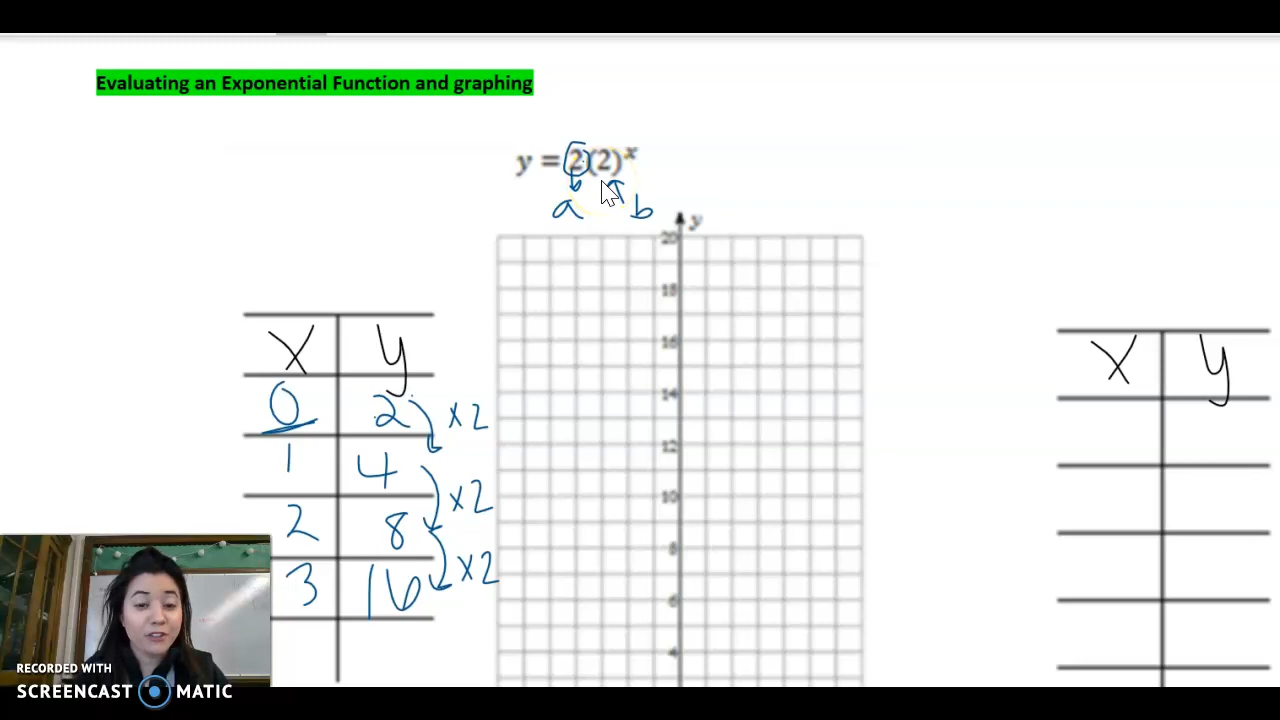 Evaluating an Exponential Function and graphing
y = 2(2)^x
a b
y
20
18
16
14
12
10
8
6
4
x y
0 2 x2
1 4 x2
2 8 x2
3 16
x y
RECORDED WITH
SCREENCAST MATIC